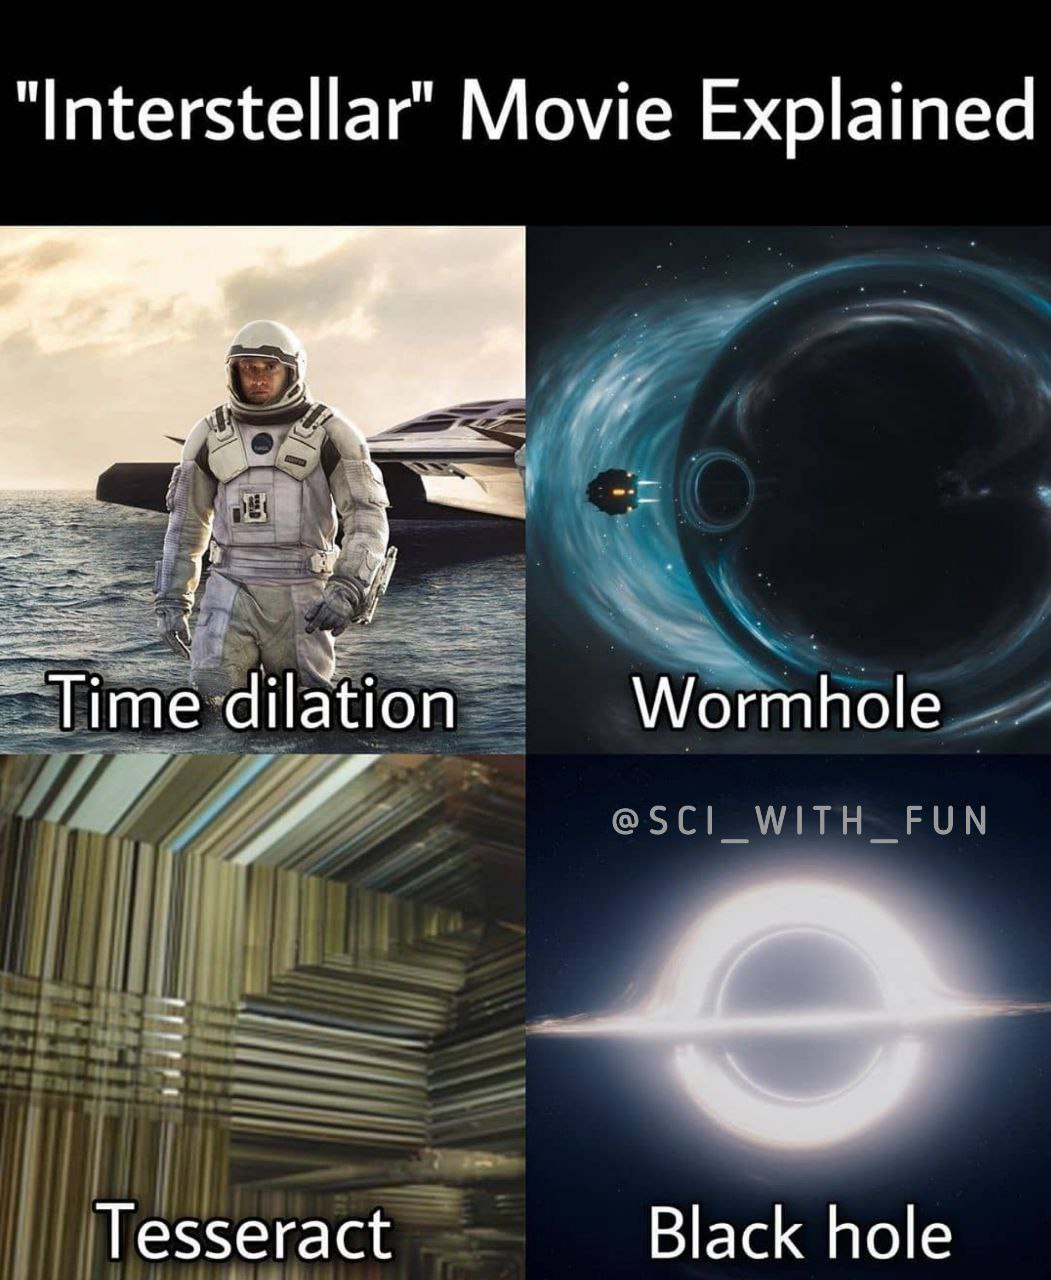 "Interstellar" Movie Explained
Time dilation
Wormhole
@SCI_WITH_FUN
Tesseract
Black hole